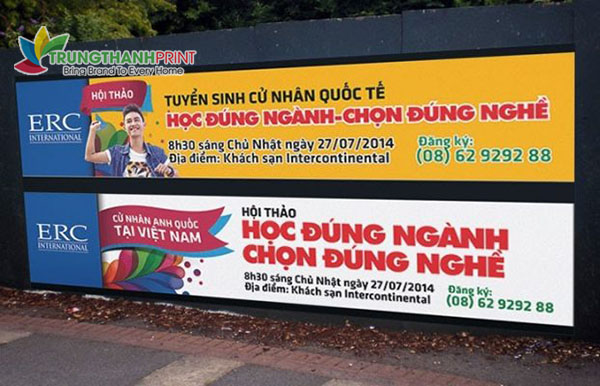 TRUNGTHANHPRINT
Bring Brand To Every Home
HỘI THẢO
ERC
INTERNATIONAL
TUYỂN SINH CỬ NHÂN QUỐC TẾ
HỌC ĐÚNG NGÀNH-CHỌN ĐÚNG NGHỀ
8h30 sáng Chủ Nhật ngày 27/07/2014
Địa điểm: Khách sạn Intercontinental
Đăng ký:
(08) 62 9292 88
ERC
INTERNATIONAL
CỬ NHÂN ANH QUỐC
TẠI VIỆT NAM
HỘI THẢO
HỌC ĐÚNG NGÀNH
CHỌN ĐÚNG NGHỀ
8h30 sáng Chủ Nhật ngày 27/07/2014
Địa điểm: Khách sạn Intercontinental
Đăng ký:
(08) 62 9292 88